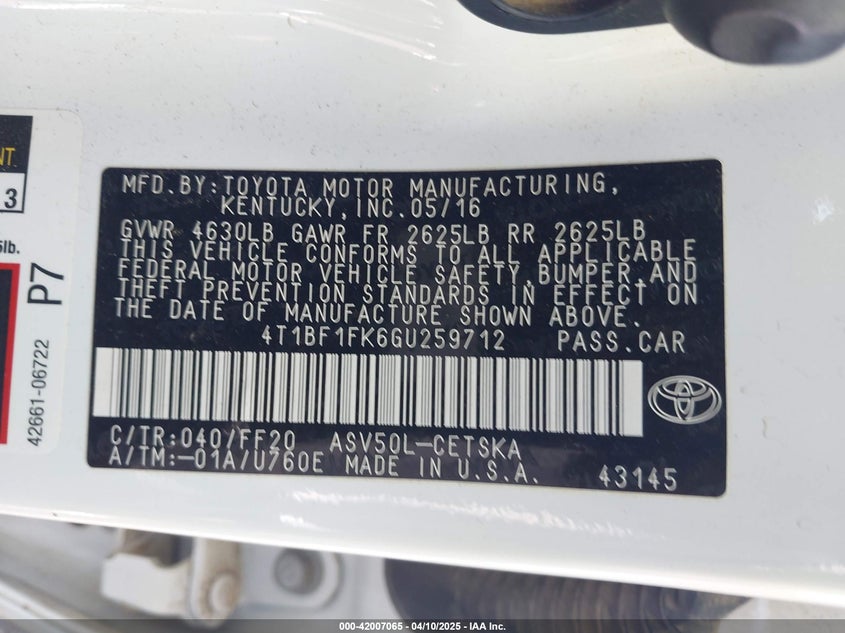 NT
3
5lb.
P7
42661-06722
MFD.BY:TOYOTA MOTOR MANUFACTURING,
KENTUCKY,INC.05/16
GVWR 4630LB GAWR FR 2625LB RR 2625LB
THIS VEHICLE CONFORMS TO ALL APPLICABLE
FEDERAL MOTOR VEHICLE SAFETY,BUMPER,AND
THEFT PREVENTION STANDARDS IN EFFECT ON
THE DATE OF MANUFACTURE SHOWN ABOVE.
4T1BF1FK6GU259712 PASS.CAR
C/TR:040/FF20 ASV50L-CETSKA
A/TM:-01A/U760E MADE IN U.S.A. 43145
000-42007065 - 04/10/2025 - IAA Inc.